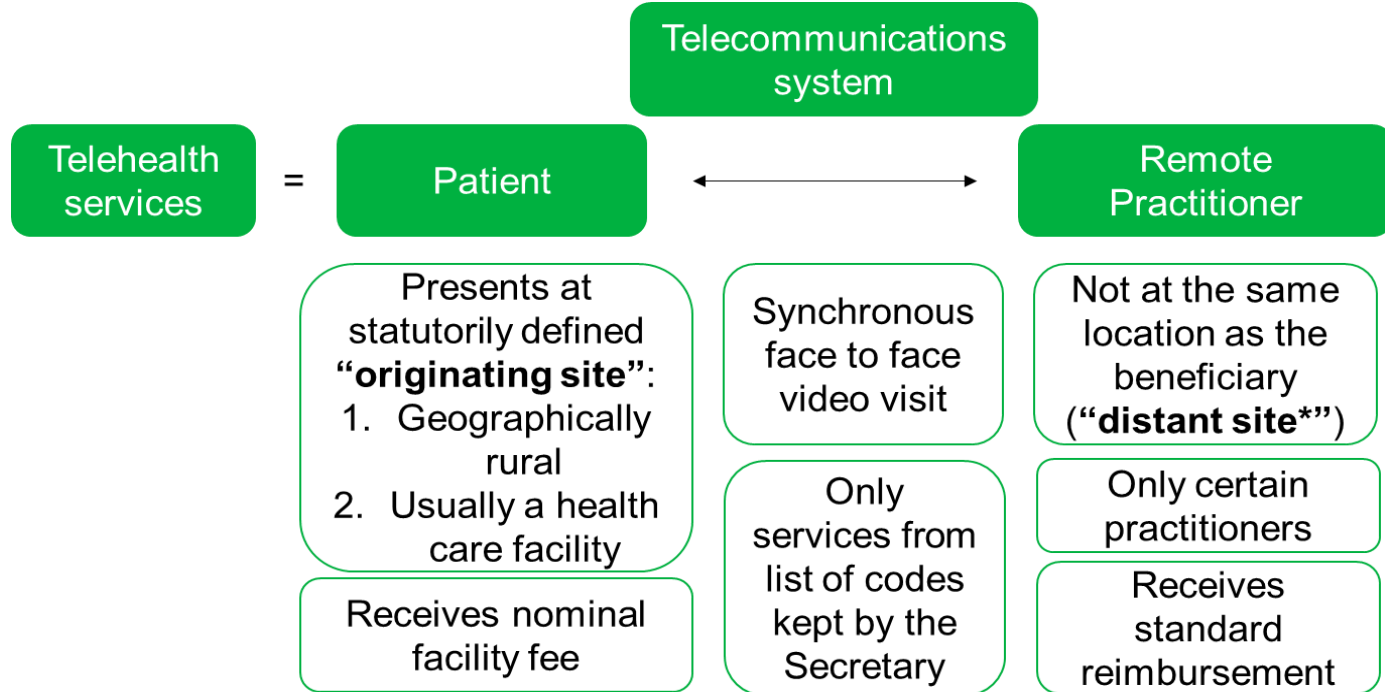 Telecommunications
system
Telehealth
services
=
Patient
Remote
Practitioner
Presents at
statutorily defined
“originating site”:
1. Geographically
rural
2. Usually a health
care facility
Receives nominal
facility fee
Synchronous
face to face
video visit
Only
services from
list of codes
kept by the
Secretary
Not at the same
location as the
beneficiary
(“distant site*”)
Only certain
practitioners
Receives
standard
reimbursement